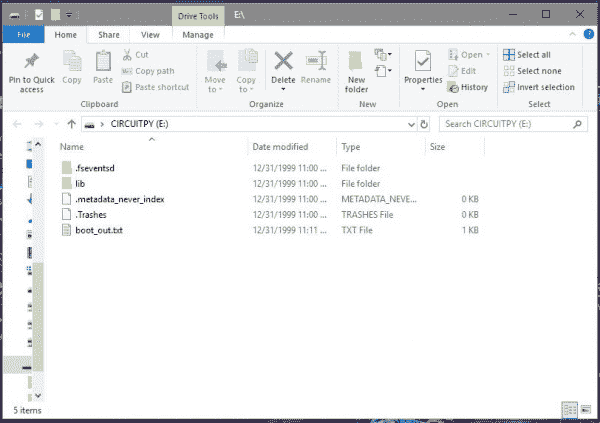 Drive Tools E:\
File Home Share View Manage
Pin to Quick access
Copy
Paste
Cut
Copy path
Paste shortcut
Clipboard
Move to
Copy to
Delete
Rename
Organize
New folder
New
Properties
Open
Edit
History
Open
Select all
Select none
Invert selection
Select
CIRCUITPY (E:)
Search CIRCUITPY (E:)
Name Date modified Type Size
.fseventsd 12/31/1999 11:00 ... File folder
lib 12/31/1999 11:00 ... File folder
.metadata_never_index 12/31/1999 11:00 ... METADATA_NEVE... 0 KB
.Trashes 12/31/1999 11:00 ... TRASHES File 0 KB
boot_out.txt 12/31/1999 11:11 ... TXT File 1 KB
5 items